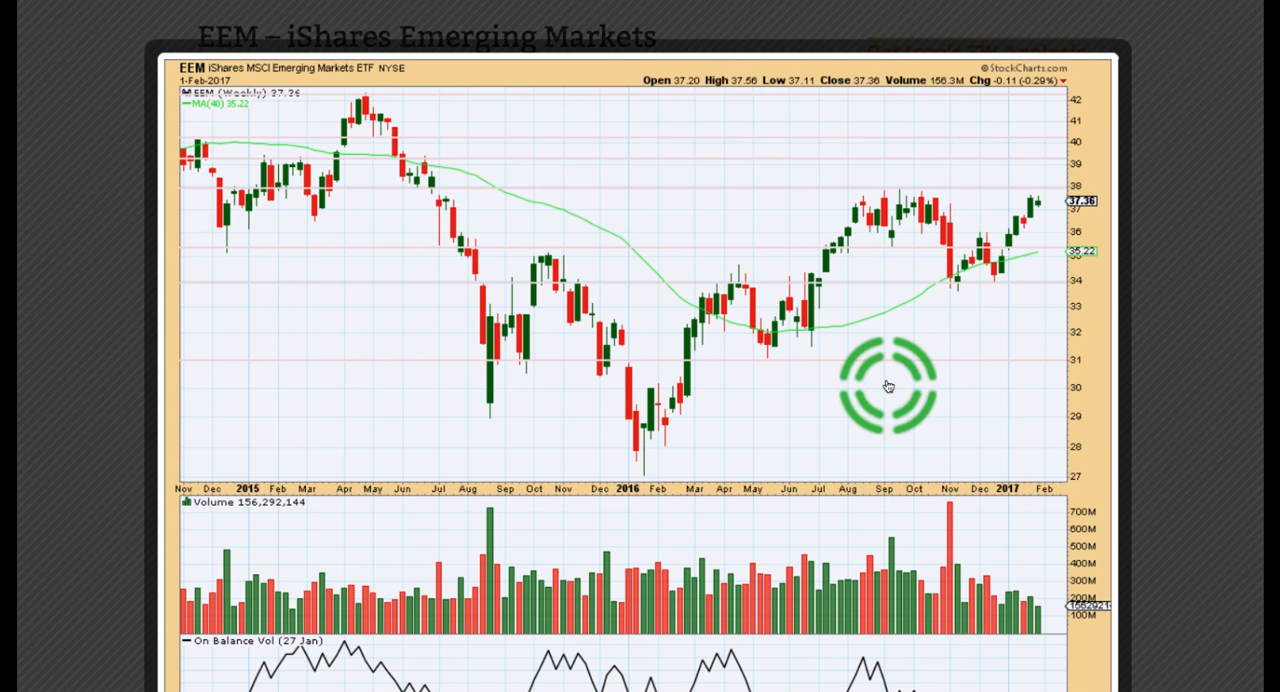 EEM – iShares Emerging Markets
EEM iShares MSCI Emerging Markets ETF NYSE
© StockCharts.com
1-Feb-2017
Open 37.20 High 37.56 Low 37.11 Close 37.36 Volume 156.3M Chg -0.11 (-0.29%)
EEM (Weekly) 37.36
MA(40) 35.22
42
41
40
39
38
37.36
37
36
35.22
35
34
33
32
31
30
29
28
27
Nov Dec 2015 Feb Mar Apr May Jun Jul Aug Sep Oct Nov Dec 2016 Feb Mar Apr May Jun Jul Aug Sep Oct Nov Dec 2017 Feb
Volume 156,292,144
700M
600M
500M
400M
300M
200M
100M
On Balance Vol (27 Jan)